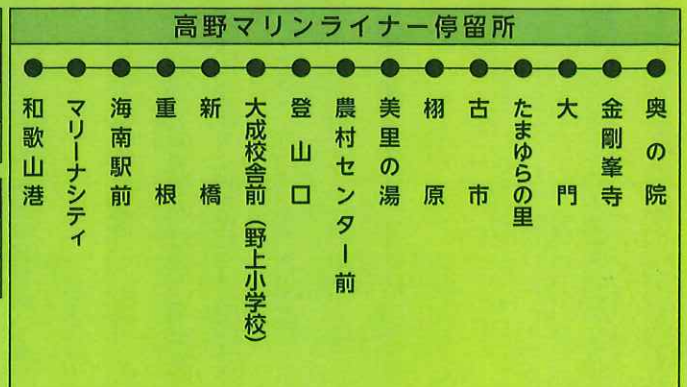 高野マリンライナー停留所
和歌山港
マリーナシティ
海南駅前
重根
新橋
大成校舎前（野上小学校）
登山口
農村センター前
美里の湯
栩原
古市
たまゆらの里
大門
金剛峯寺
奥の院